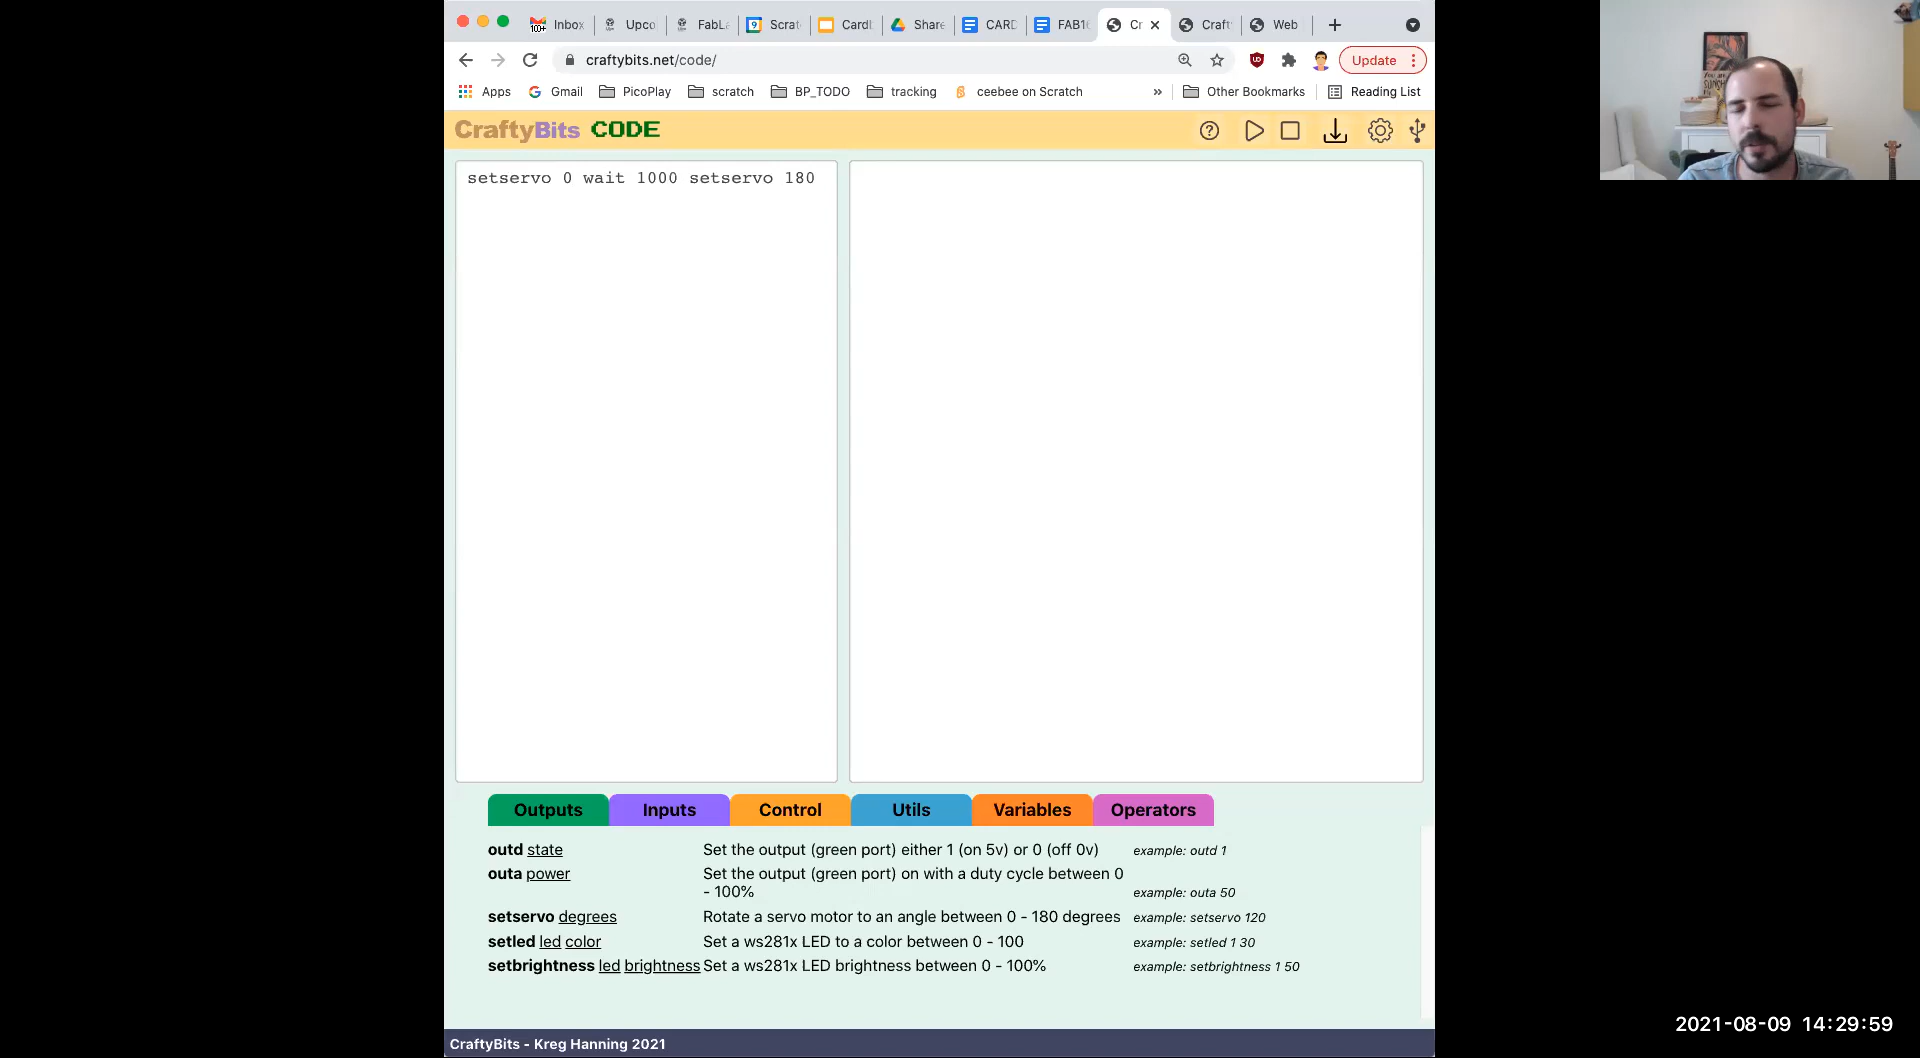 Inbox Upco FabLa Scrat Cardb Share CARD FAB16 Cr Craft Web
craftybits.net/code/
Update
Apps Gmail PicoPlay scratch BP_TODO tracking ceebee on Scratch » Other Bookmarks Reading List
CraftyBits CODE
setservo 0 wait 1000 setservo 180
Outputs Inputs Control Utils Variables Operators
outd state Set the output (green port) either 1 (on 5v) or 0 (off 0v) example: outd 1
outa power Set the output (green port) on with a duty cycle between 0
- 100% example: outa 50
setservo degrees Rotate a servo motor to an angle between 0 - 180 degrees example: setservo 120
setled led color Set a ws281x LED to a color between 0 - 100 example: setled 1 30
setbrightness led brightness Set a ws281x LED brightness between 0 - 100% example: setbrightness 1 50
CraftyBits - Kreg Hanning 2021
2021-08-09 14:29:59